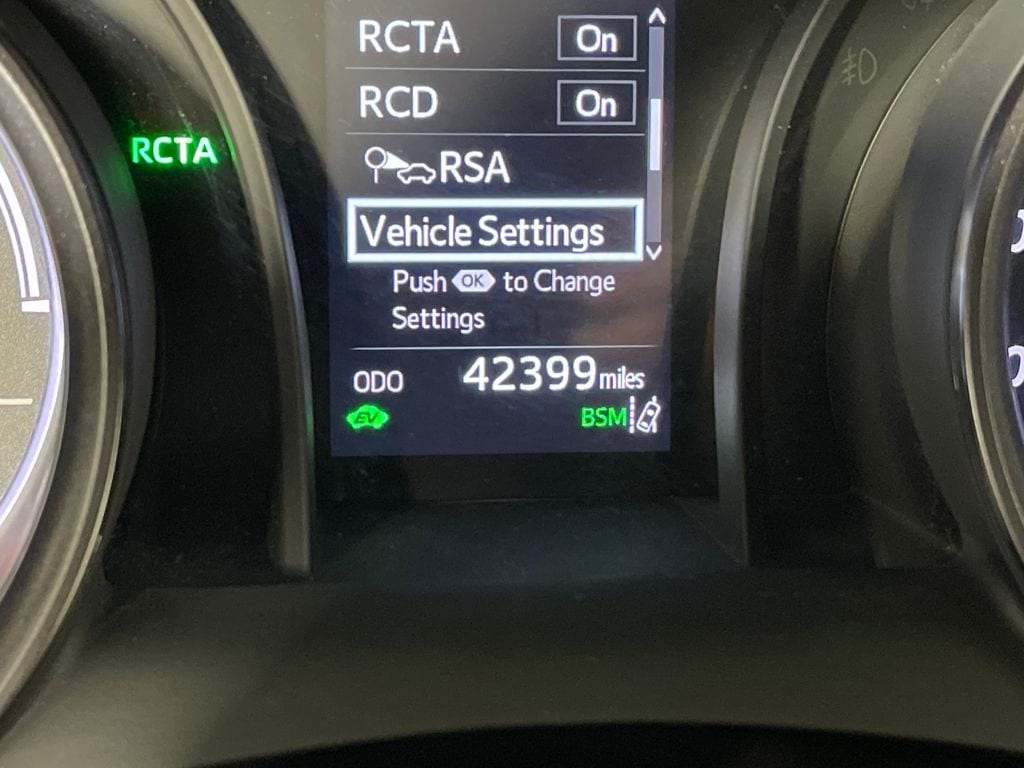 RCTA On
RCD On
RCTA
RSA
Vehicle Settings
Push OK to Change
Settings
ODO 42399 miles
EV BSM